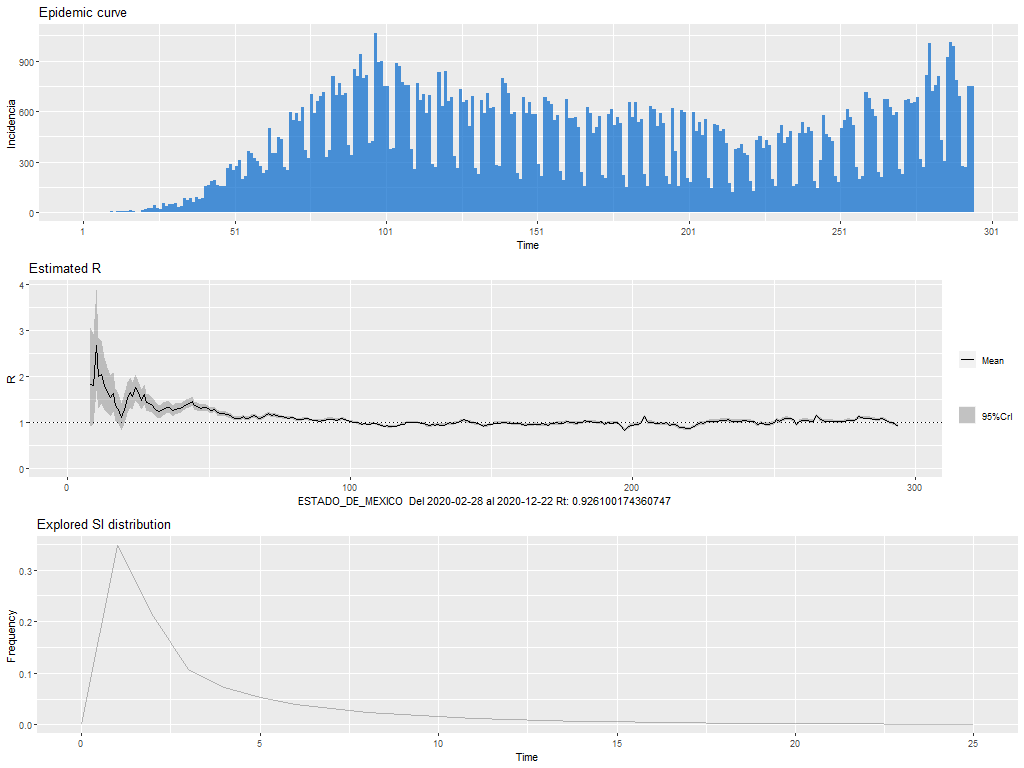 Epidemic curve
Incidencia
900
600
300
0
1
51
101
151
201
251
301
Time
Estimated R
R
4
3
2
1
0
0
100
200
300
Mean
95%CrI
ESTADO_DE_MEXICO Del 2020-02-28 al 2020-12-22 Rt: 0.926100174360747
Explored SI distribution
Frequency
0.3
0.2
0.1
0.0
0
5
10
15
20
25
Time